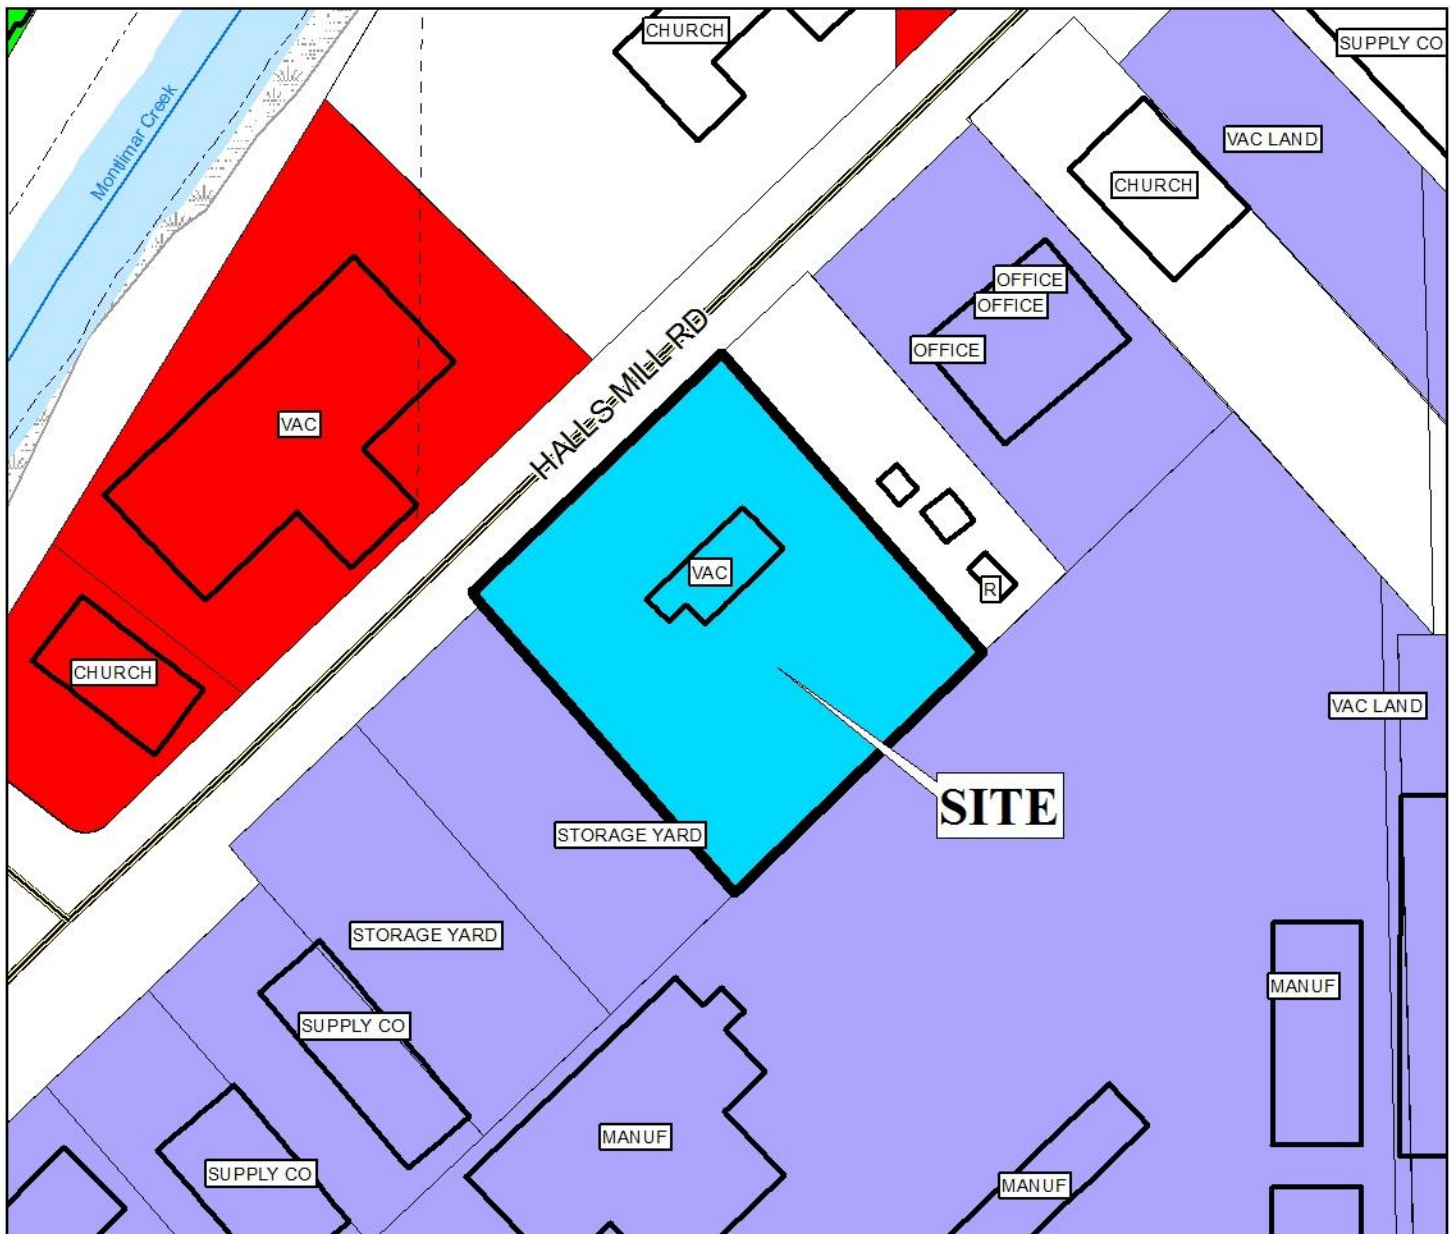 CHURCH
SUPPLY CO
Montlimar Creek
VAC LAND
CHURCH
OFFICE
OFFICE
OFFICE
HALLS MILL RD
VAC
VAC
R
CHURCH
VAC LAND
SITE
STORAGE YARD
STORAGE YARD
MANUF
SUPPLY CO
MANUF
SUPPLY CO
MANUF